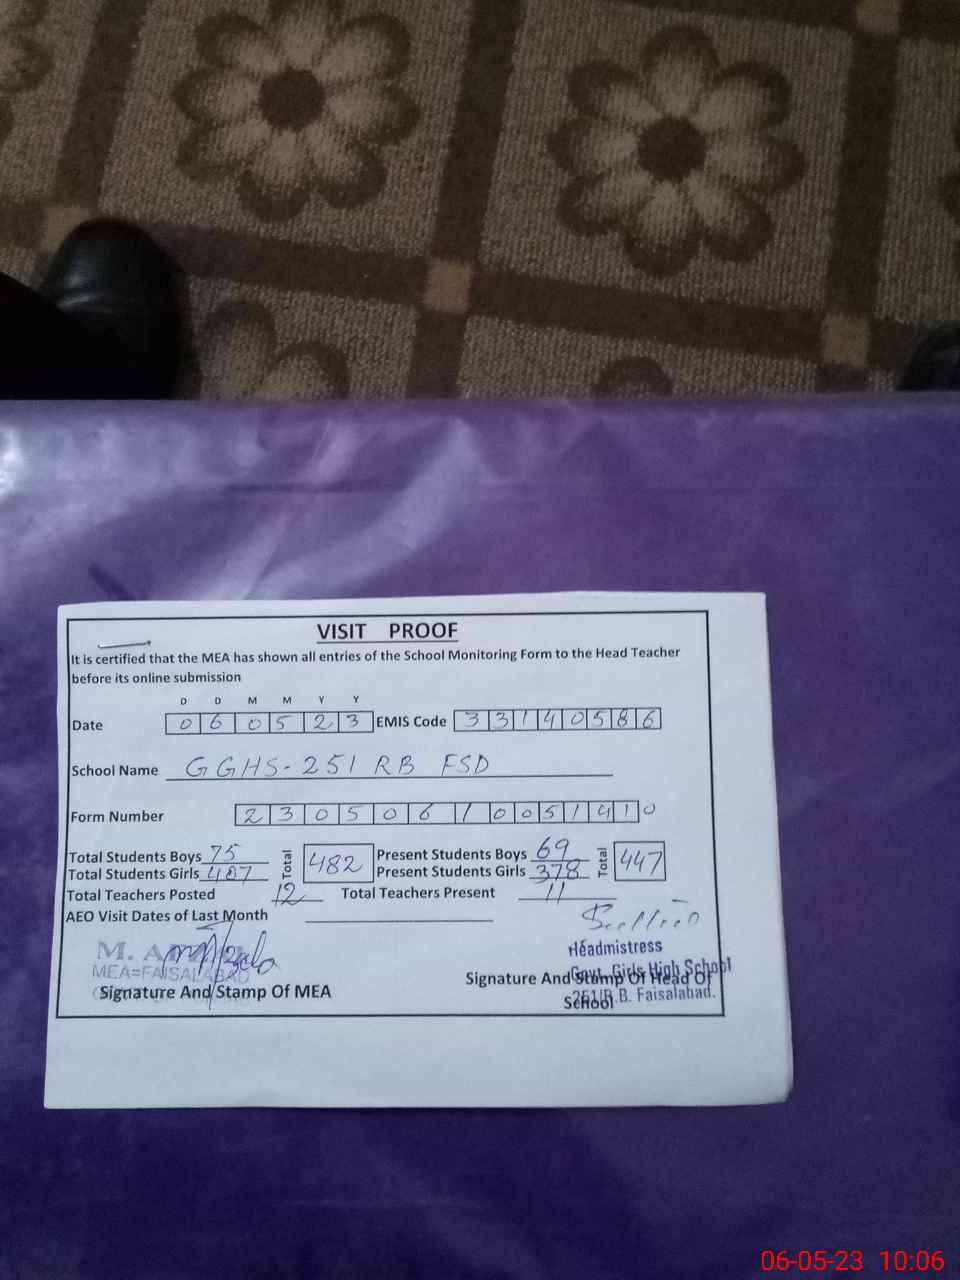 VISIT PROOF
It is certified that the MEA has shown all entries of the School Monitoring Form to the Head Teacher
before its online submission
D D M M Y Y
Date 0 6 0 5 2 3 EMIS Code 3 3 1 4 0 5 8 6
School Name GGHS-251 RB FSD
Form Number 2 3 0 5 0 6 1 0 0 5 1 4 1 0
Total Students Boys 75 Total 482 Present Students Boys 69 Total 447
Total Students Girls 407 Present Students Girls 378
Total Teachers Posted 12 Total Teachers Present 11
AEO Visit Dates of Last Month
Headmistress
M.
MEA=FAISALABAD
Govt. Girls High School
Signature And Stamp Of MEA Signature And Stamp Of Head Of
School
251/R.B. Faisalabad.
06-05-23 10:06